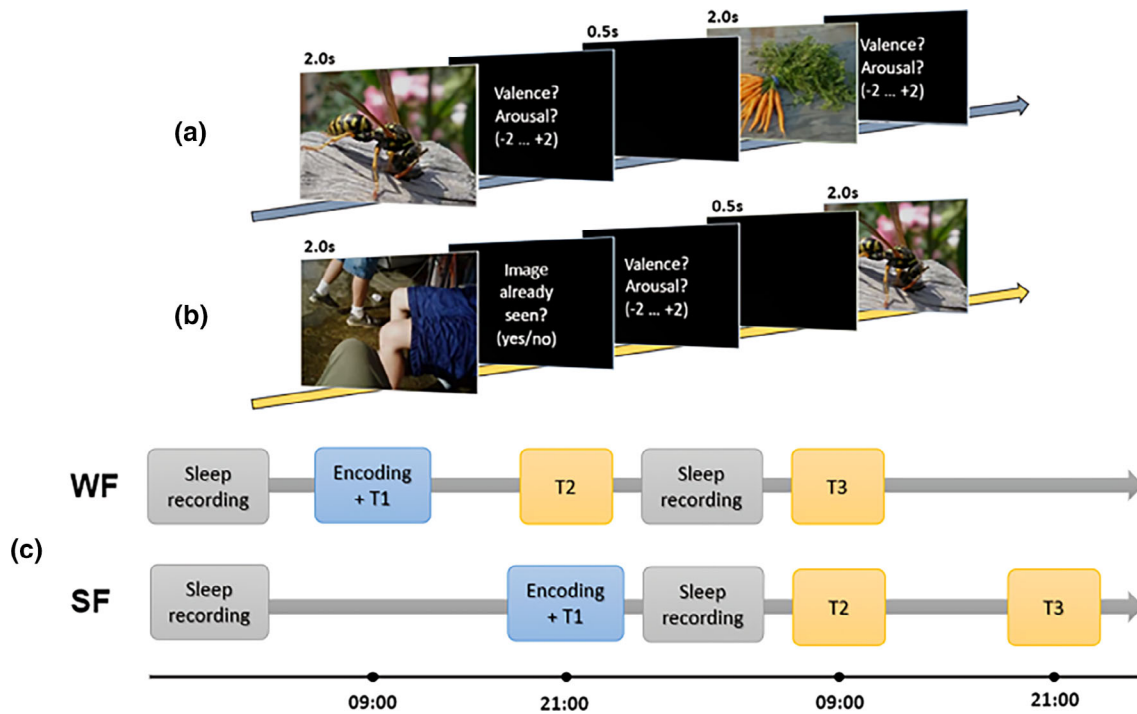 2.0s
Valence?
Arousal?
(-2 ... +2)
0.5s
2.0s
Valence?
Arousal?
(-2 ... +2)
(a)
2.0s
Image
already
seen?
(yes/no)
Valence?
Arousal?
(-2 ... +2)
0.5s
2.0s
(b)
WF
Sleep
recording
Encoding
+ T1
T2
Sleep
recording
T3
(c)
SF
Sleep
recording
Encoding
+ T1
Sleep
recording
T2
T3
09:00
21:00
09:00
21:00